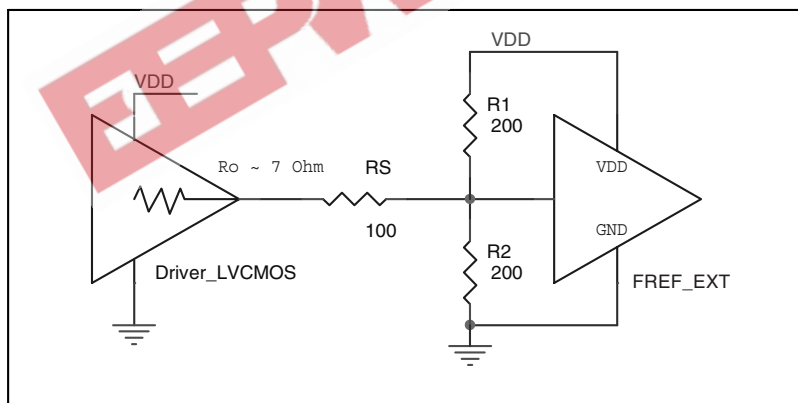 VDD
VDD
R1
200
Ro ~ 7 Ohm
RS
VDD
100
GND
R2
200
Driver_LVCMOS
FREF_EXT